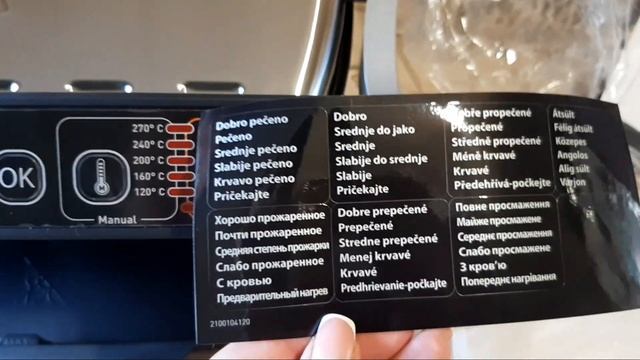 OK
270° C
240° C
200° C
160° C
120° C
Manual
Dobro pečeno
Pečeno
Srednje pečeno
Slabije pečeno
Krvavo pečeno
Pričekajte
Dobro
Srednje do jako
Srednje
Slabije do srednje
Slabije
Pričekajte
Dobře propečené
Propečené
Středně propečené
Méně krvavé
Krvavé
Předehřívá-počkejte
Átsült
Félig átsült
Közepes
Angolos
Alig sült
Várjon
Хорошо прожаренное
Почти прожаренное
Средняя степень прожарки
Слабо прожаренное
С кровью
Предварительный нагрев
Dobre prepečené
Prepečené
Stredne prepečené
Menej krvavé
Krvavé
Predhrievanie-počkajte
Повне просмаження
Майже просмажене
Середнє просмаження
Слабо просмажене
З кров'ю
Попереднє нагрівання
2100104120